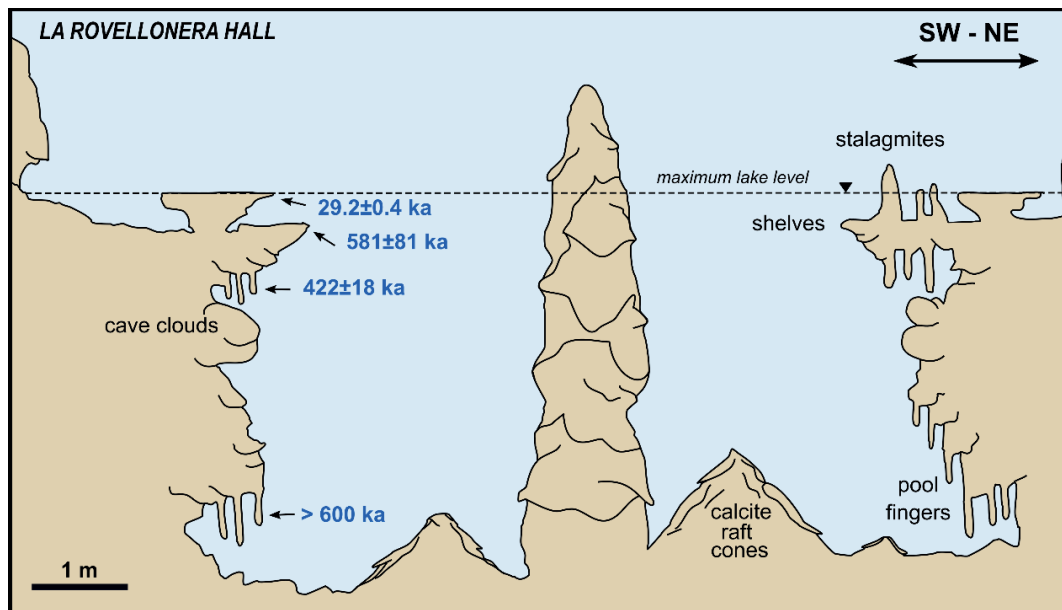 LA ROVELLONERA HALL
SW - NE
stalagmites
maximum lake level
29.2±0.4 ka
shelves
581±81 ka
422±18 ka
cave clouds
> 600 ka
pool
fingers
calcite
raft
cones
1 m